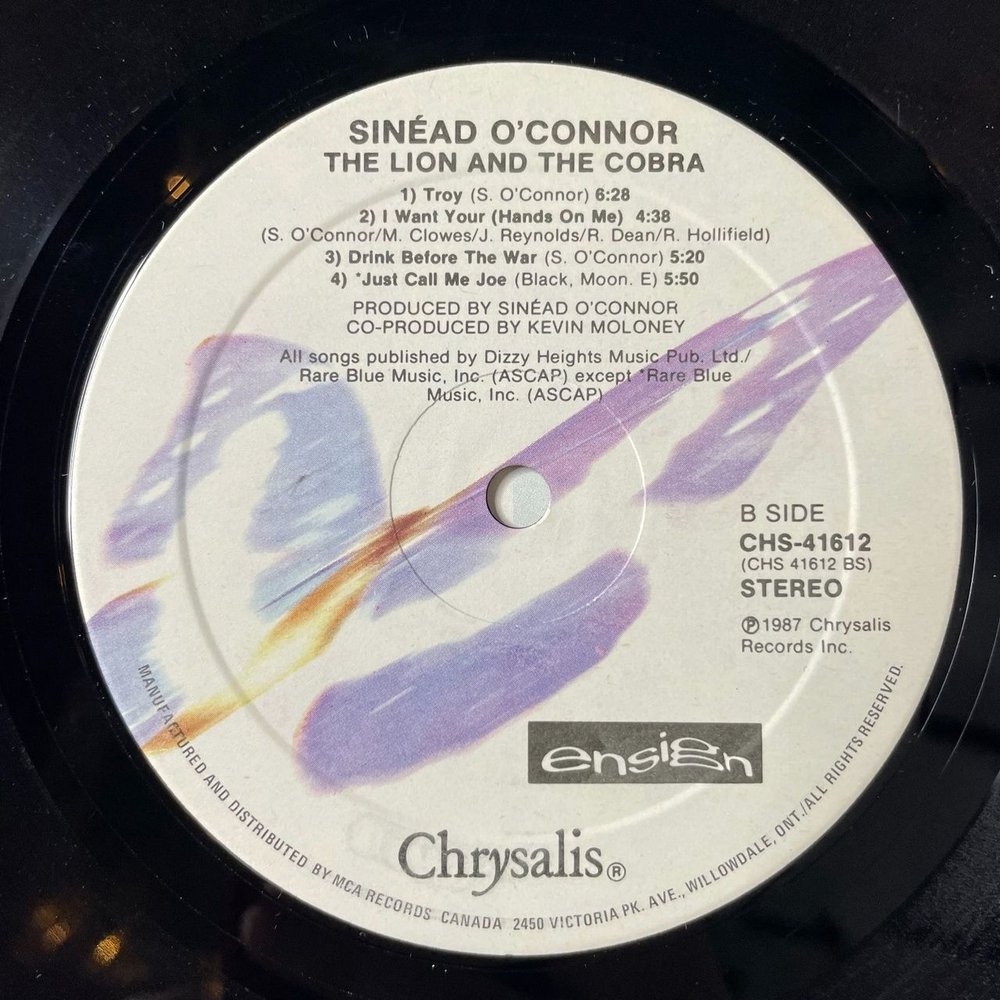 SINÉAD O'CONNOR
THE LION AND THE COBRA
1) Troy (S. O'Connor) 6:28
2) I Want Your (Hands On Me) 4:38
(S. O'Connor/M. Clowes/J. Reynolds/R. Dean/R. Hollifield)
3) Drink Before The War (S. O'Connor) 5:20
4) *Just Call Me Joe (Black, Moon. E) 5:50
PRODUCED BY SINÉAD O'CONNOR
CO-PRODUCED BY KEVIN MOLONEY
All songs published by Dizzy Heights Music Pub. Ltd./
Rare Blue Music, Inc. (ASCAP) except *Rare Blue
Music, Inc. (ASCAP)
B SIDE
CHS-41612
(CHS 41612 BS)
STEREO
℗1987 Chrysalis
Records Inc.
ensign
Chrysalis®
MANUFACTURED AND DISTRIBUTED BY MCA RECORDS CANADA 2450 VICTORIA PK. AVE., WILLOWDALE, ONT./ALL RIGHTS RESERVED.